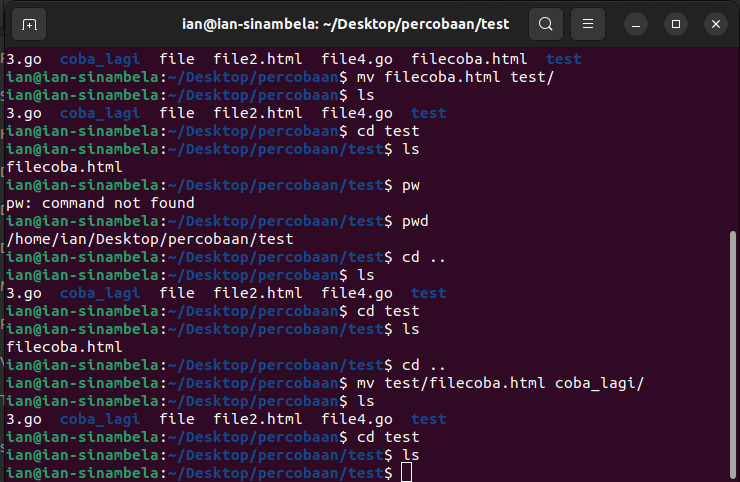 ian@ian-sinambela: ~/Desktop/percobaan/test
3.go coba_lagi file file2.html file4.go filecoba.html test
ian@ian-sinambela:~/Desktop/percobaan$ mv filecoba.html test/
ian@ian-sinambela:~/Desktop/percobaan$ ls
3.go coba_lagi file file2.html file4.go test
ian@ian-sinambela:~/Desktop/percobaan$ cd test
ian@ian-sinambela:~/Desktop/percobaan/test$ ls
filecoba.html
ian@ian-sinambela:~/Desktop/percobaan/test$ pw
pw: command not found
ian@ian-sinambela:~/Desktop/percobaan/test$ pwd
/home/ian/Desktop/percobaan/test
ian@ian-sinambela:~/Desktop/percobaan/test$ cd ..
ian@ian-sinambela:~/Desktop/percobaan$ ls
3.go coba_lagi file file2.html file4.go test
ian@ian-sinambela:~/Desktop/percobaan$ cd test
ian@ian-sinambela:~/Desktop/percobaan/test$ ls
filecoba.html
ian@ian-sinambela:~/Desktop/percobaan/test$ cd ..
ian@ian-sinambela:~/Desktop/percobaan$ mv test/filecoba.html coba_lagi/
ian@ian-sinambela:~/Desktop/percobaan$ ls
3.go coba_lagi file file2.html file4.go test
ian@ian-sinambela:~/Desktop/percobaan$ cd test
ian@ian-sinambela:~/Desktop/percobaan/test$ ls
ian@ian-sinambela:~/Desktop/percobaan/test$